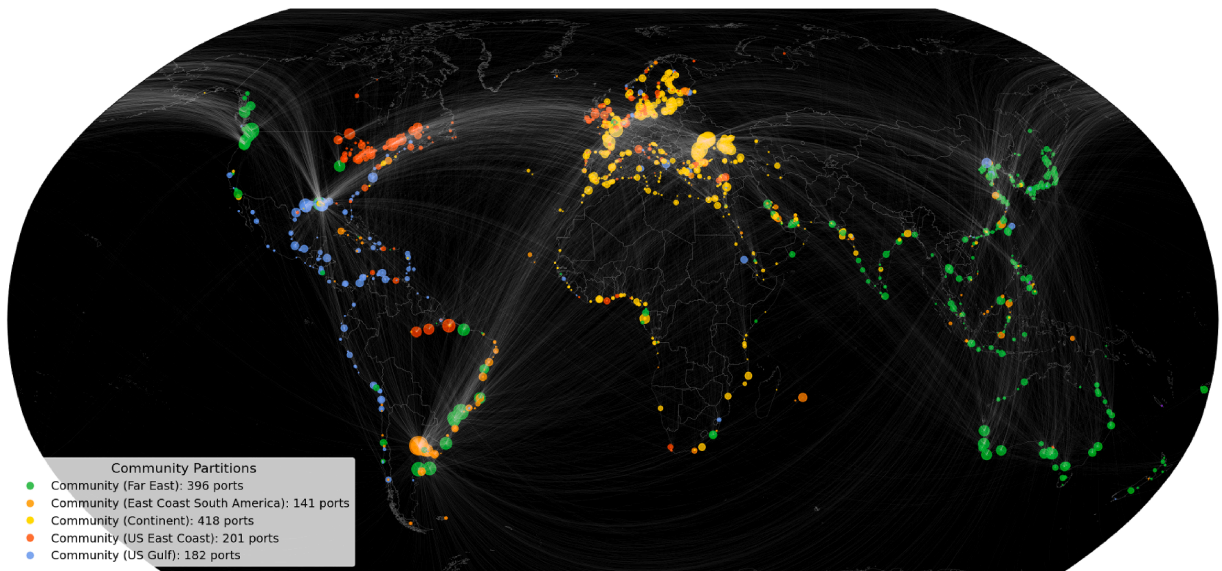 Community Partitions
Community (Far East): 396 ports
Community (East Coast South America): 141 ports
Community (Continent): 418 ports
Community (US East Coast): 201 ports
Community (US Gulf): 182 ports